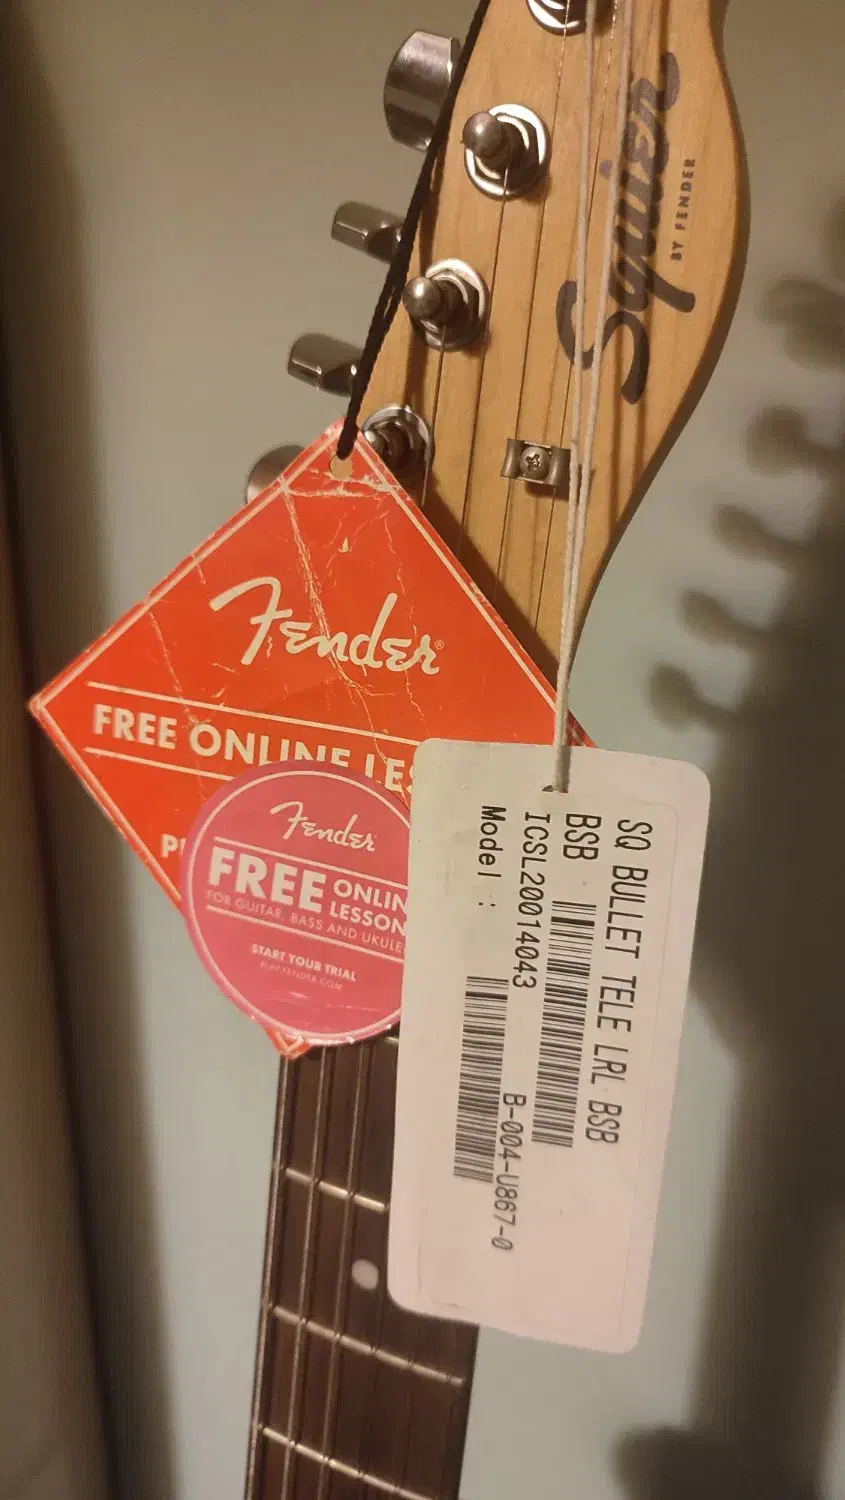 Squier
BY FENDER
Fender®
FREE ONLINE LES
Fender
FREE ONLIN
LESSON
FOR GUITAR, BASS AND UKULE
START YOUR TRIAL
PLAY.FENDER.COM
SQ BULLET TELE LRL BSB
BSB
ICSL20014043
Model :
B-004-U867-0